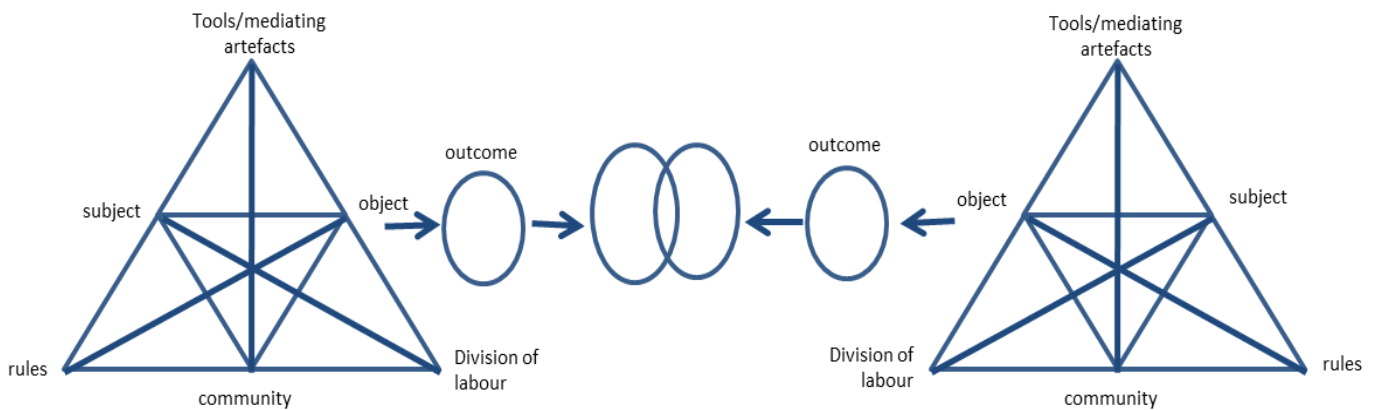 Tools/mediating
artefacts
subject
object
outcome
rules
community
Division of
labour
outcome
Tools/mediating
artefacts
object
subject
Division of
labour
community
rules